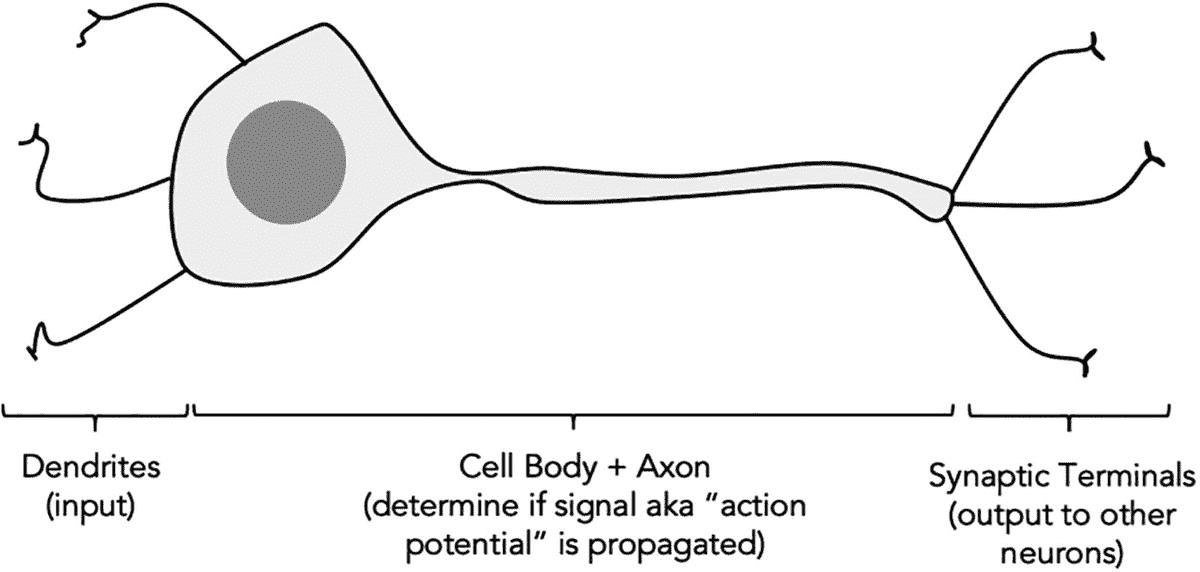 Dendrites
(input)
Cell Body + Axon
(determine if signal aka “action
potential” is propagated)
Synaptic Terminals
(output to other
neurons)